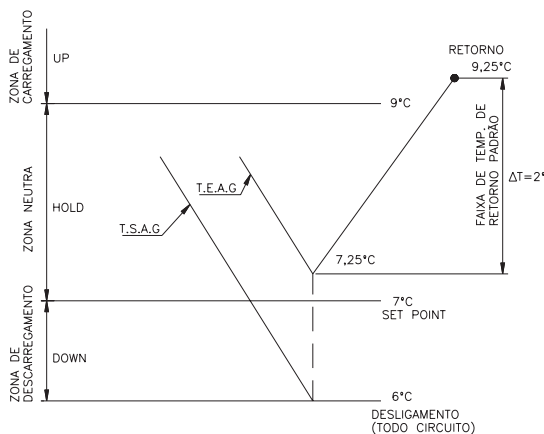 ZONA DE
CARREGAMENTO
UP
RETORNO
9,25°C
9°C
ZONA NEUTRA
HOLD
T.E.A.G
T.S.A.G
FAIXA DE TEMP. DE
RETORNO PADRÃO
ΔT=2°
7,25°C
7°C
SET POINT
ZONA DE
DESCARREGAMENTO
DOWN
6°C
DESLIGAMENTO
(TODO CIRCUITO)